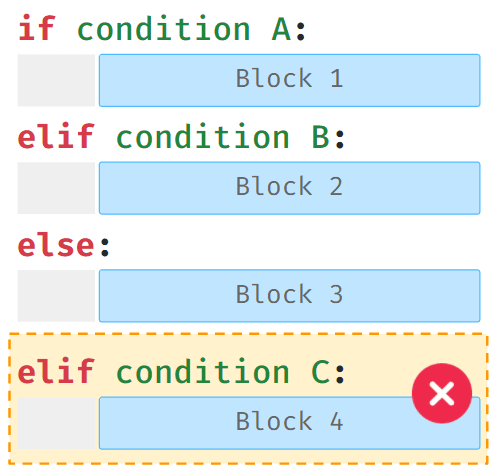 if condition A:
Block 1
elif condition B:
Block 2
else:
Block 3
elif condition C:
Block 4